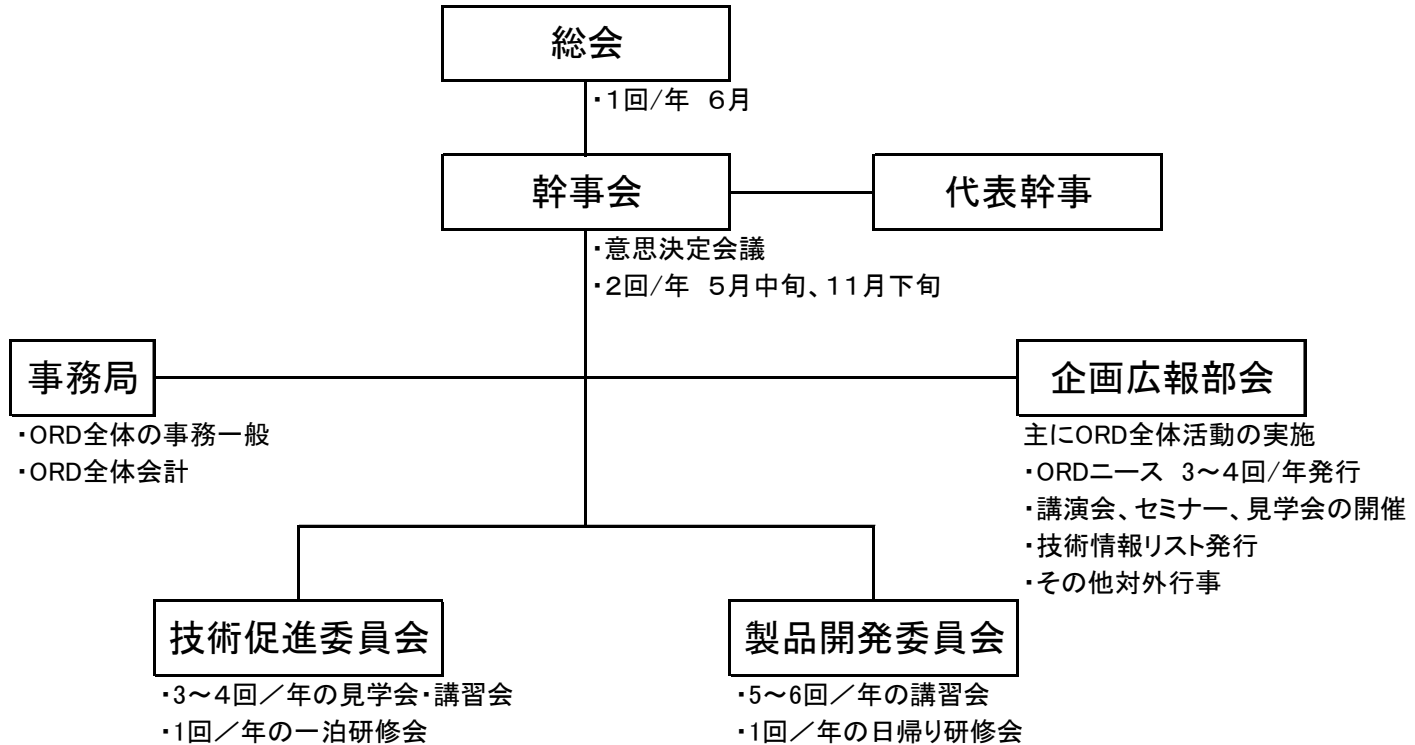 総会
・1回/年 6月
幹事会
代表幹事
・意思決定会議
・2回/年 5月中旬、11月下旬
事務局
・ORD全体の事務一般
・ORD全体会計
企画広報部会
主にORD全体活動の実施
・ORDニース 3～4回/年発行
・講演会、セミナー、見学会の開催
・技術情報リスト発行
・その他対外行事
技術促進委員会
・3～4回／年の見学会・講習会
・1回／年の一泊研修会
製品開発委員会
・5～6回／年の講習会
・1回／年の日帰り研修会